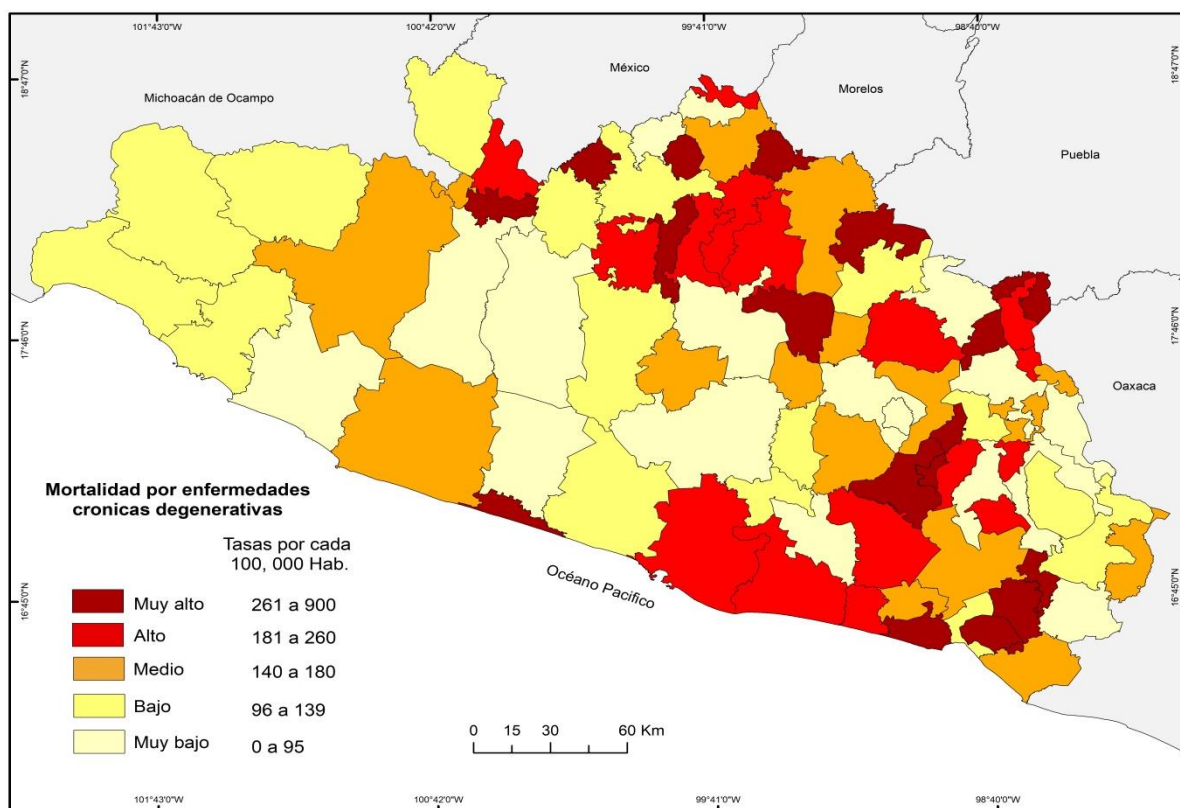 101°43'0"W
100°42'0"W
99°41'0"W
98°40'0"W
18°47'0"N
18°47'0"N
México
Morelos
Michoacán de Ocampo
Puebla
17°46'0"N
17°46'0"N
Oaxaca
Mortalidad por enfermedades
cronicas degenerativas
Tasas por cada
100, 000 Hab.
Muy alto 261 a 900
Alto 181 a 260
Medio 140 a 180
Bajo 96 a 139
Muy bajo 0 a 95
Océano Pacifico
16°45'0"N
16°45'0"N
0 15 30 60 Km
101°43'0"W
100°42'0"W
99°41'0"W
98°40'0"W